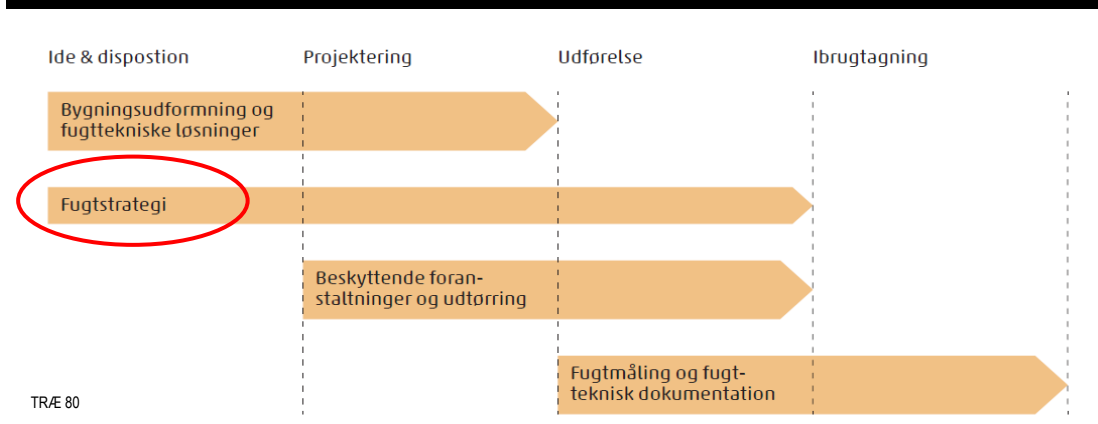 Ide & dispostion
Projektering
Udførelse
Ibrugtagning
Bygningsudformning og
fugttekniske løsninger
Fugtstrategi
Beskyttende foran-
staltninger og udtørring
Fugtmåling og fugt-
teknisk dokumentation
TRÆ 80